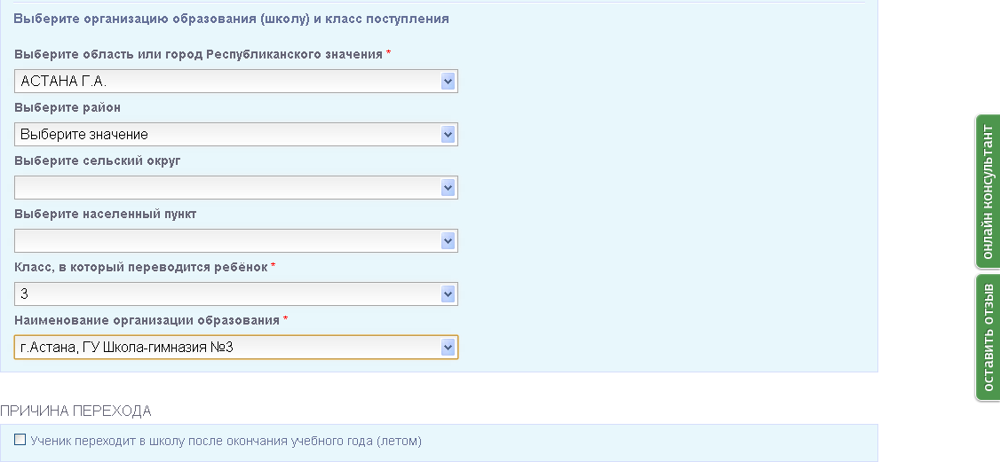 Выберите организацию образования (школу) и класс поступления
Выберите область или город Республиканского значения *
АСТАНА Г.А.
Выберите район
Выберите значение
Выберите сельский округ
Выберите населенный пункт
Класс, в который переводится ребёнок *
3
Наименование организации образования *
г.Астана, ГУ Школа-гимназия №3
ПРИЧИНА ПЕРЕХОДА
Ученик переходит в школу после окончания учебного года (летом)
онлайн консультант
оставить отзыв